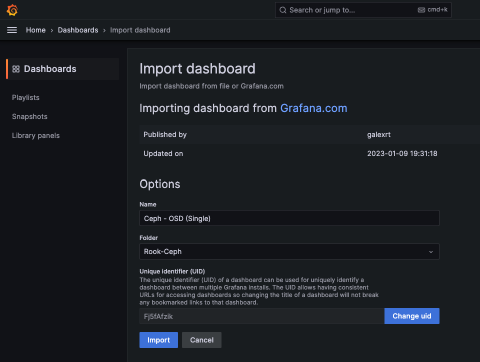 Search or jump to...
cmd+k
Home › Dashboards › Import dashboard
Dashboards
Playlists
Snapshots
Library panels
Import dashboard
Import dashboard from file or Grafana.com
Importing dashboard from Grafana.com
Published by galexrt
Updated on 2023-01-09 19:31:18
Options
Name
Ceph - OSD (Single)
Folder
Rook-Ceph
Unique identifier (UID)
The unique identifier (UID) of a dashboard can be used for uniquely identify a
dashboard between multiple Grafana installs. The UID allows having consistent
URLs for accessing dashboards so changing the title of a dashboard will not break
any bookmarked links to that dashboard.
Fj5fAfzik
Change uid
Import
Cancel